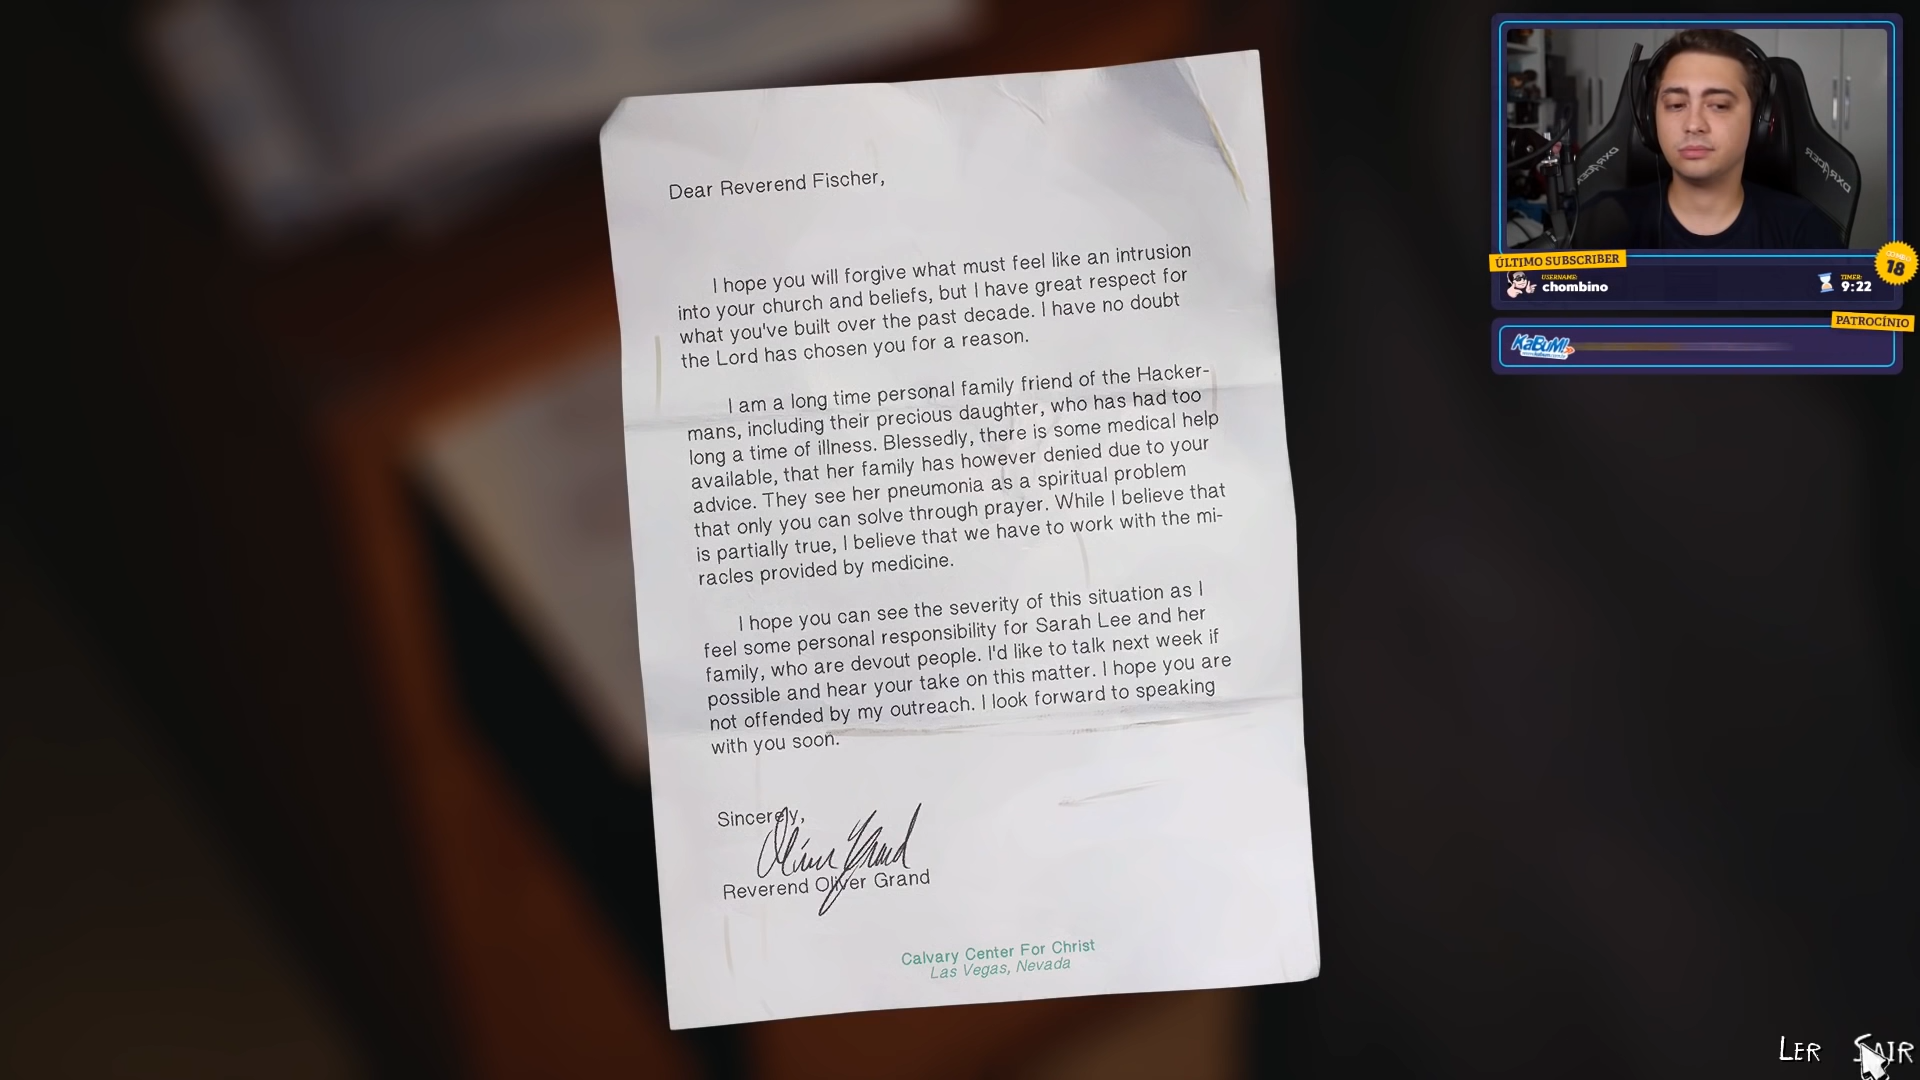 Dear Reverend Fischer,
I hope you will forgive what must feel like an intrusion
into your church and beliefs, but I have great respect for
what you've built over the past decade. I have no doubt
the Lord has chosen you for a reason.
I am a long time personal family friend of the Hacker-
mans, including their precious daughter, who has had too
long a time of illness. Blessedly, there is some medical help
available, that her family has however denied due to your
advice. They see her pneumonia as a spiritual problem
that only you can solve through prayer. While I believe that
is partially true, I believe that we have to work with the mi-
racles provided by medicine.
I hope you can see the severity of this situation as I
feel some personal responsibility for Sarah Lee and her
family, who are devout people. I'd like to talk next week if
possible and hear your take on this matter. I hope you are
not offended by my outreach. I look forward to speaking
with you soon.
Sincerely,
Oliver Grand
Reverend Oliver Grand
Calvary Center For Christ
Las Vegas, Nevada
DXRACER
DXRACER
ÚLTIMO SUBSCRIBER
USERNAME:
chombino
TIMER:
9:22
COMBO
18
PATROCÍNIO
KaBuM!
LER SAIR